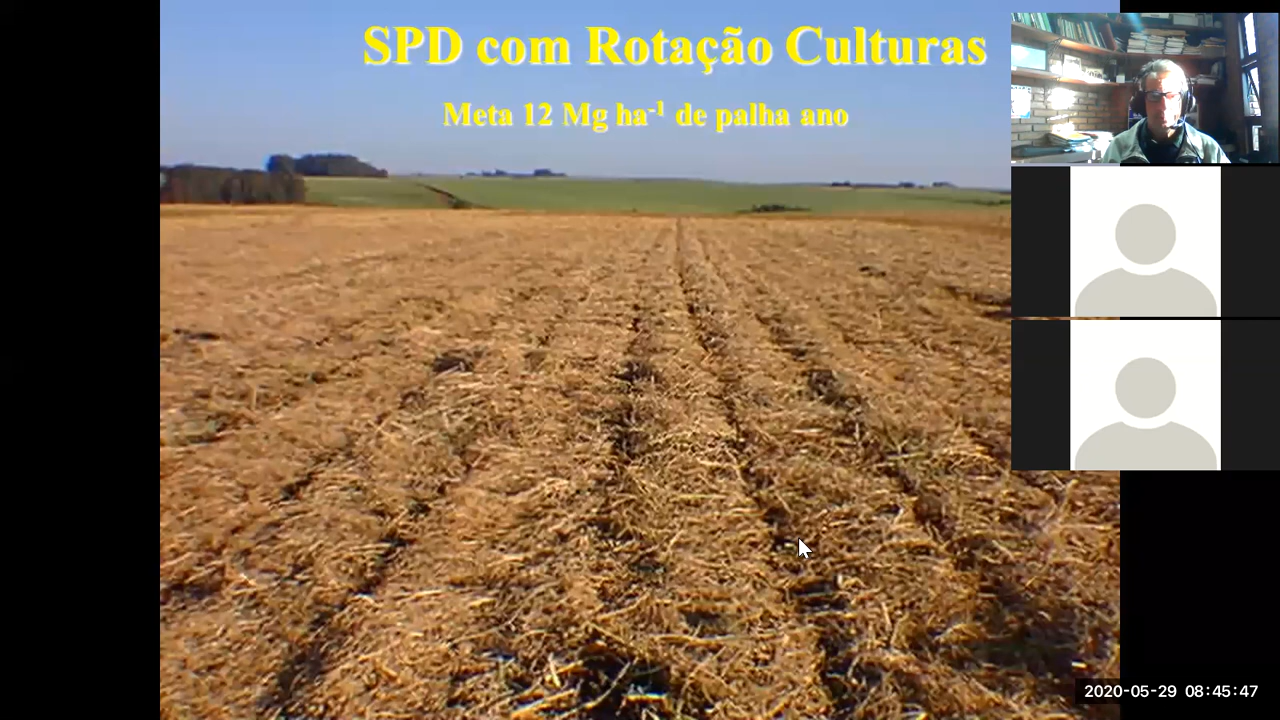 SPD com Rotação Culturas
Meta 12 Mg ha⁻¹ de palha ano
2020-05-29 08:45:47